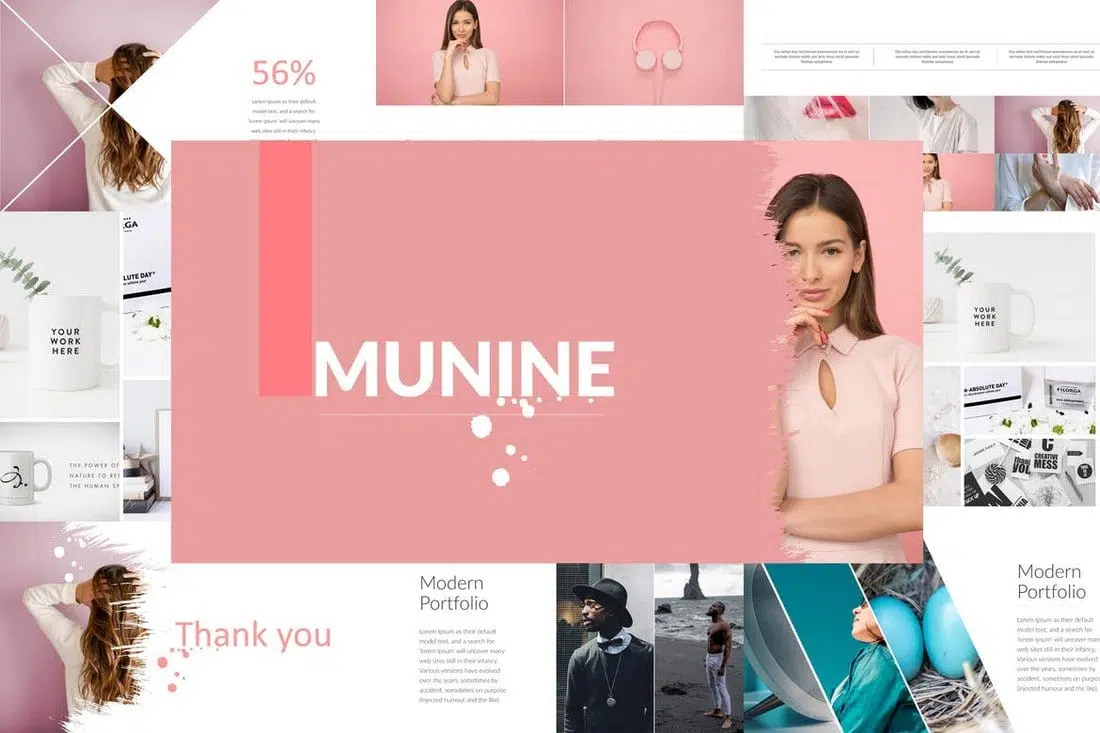 56%
Lorem Ipsum as their default
model text, and a search for
'lorem ipsum' will uncover many
web sites still in their infancy.
MUNINE
YOUR
WORK
HERE
LUTE DAY*
THE POWER OF
NATURE TO RE
THE HUMAN SP
YOUR
WORK
HERE
-ABSOLUTE DAY*
FILORGA
CREATIVE
MESS
Thank you
Modern
Portfolio
Lorem Ipsum as their default
model text, and a search for
'lorem ipsum' will uncover many
web sites still in their infancy.
Various versions have evolved
over the years, sometimes by
accident, sometimes on purpose
(injected humour and the like).
Modern
Portfolio
Lorem Ipsum as their default
model text, and a search for
'lorem ipsum' will uncover many
web sites still in their infancy.
Various versions have evolved
over the years, sometimes by
accident, sometimes on purpose
(injected humour and the like).